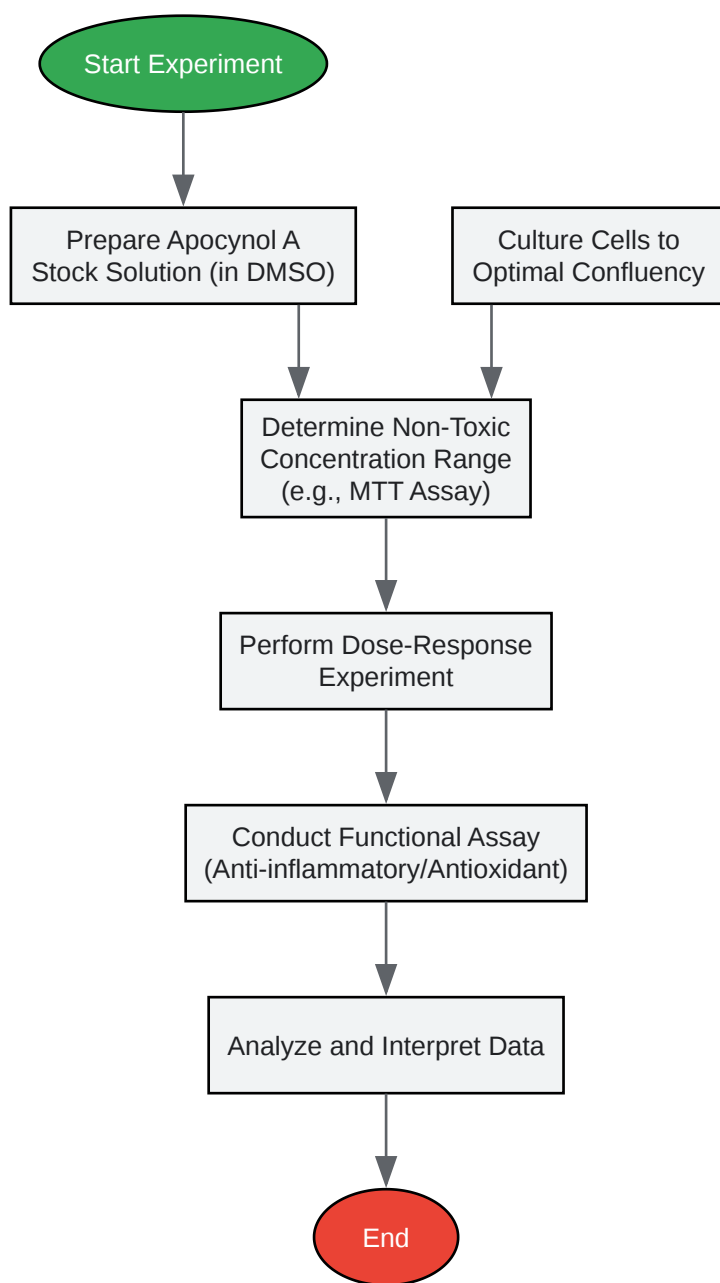 Start Experiment
Prepare Apocynol A
Stock Solution (in DMSO)
Culture Cells to
Optimal Confluency
Determine Non-Toxic
Concentration Range
(e.g., MTT Assay)
Perform Dose-Response
Experiment
Conduct Functional Assay
(Anti-inflammatory/Antioxidant)
Analyze and Interpret Data
End